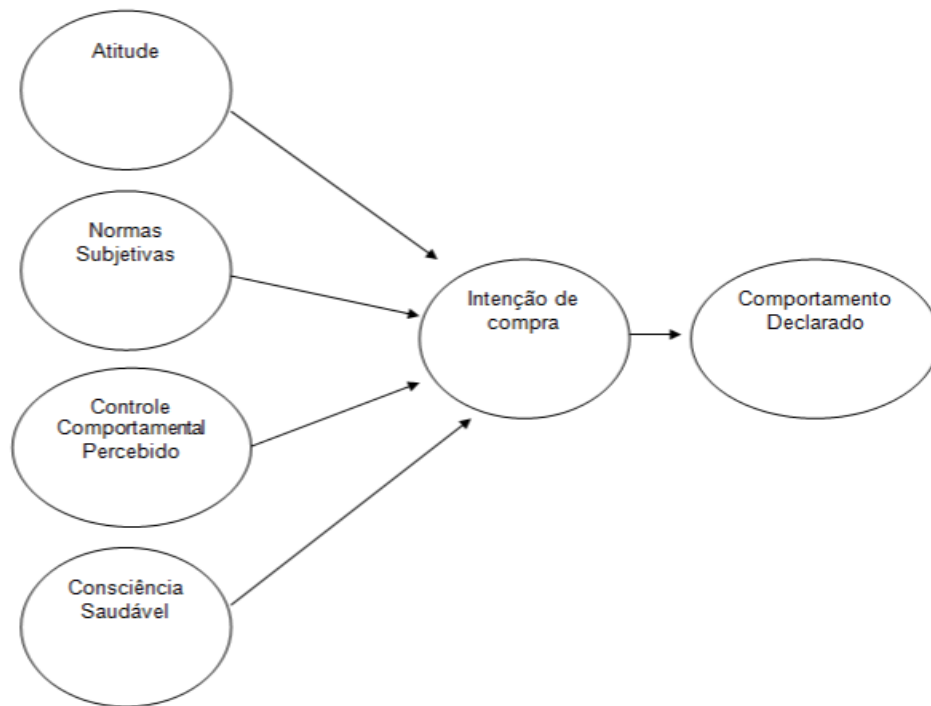 Atitude
Normas
Subjetivas
Intenção de
compra
Comportamento
Declarado
Controle
Comportamental
Percebido
Consciência
Saudável